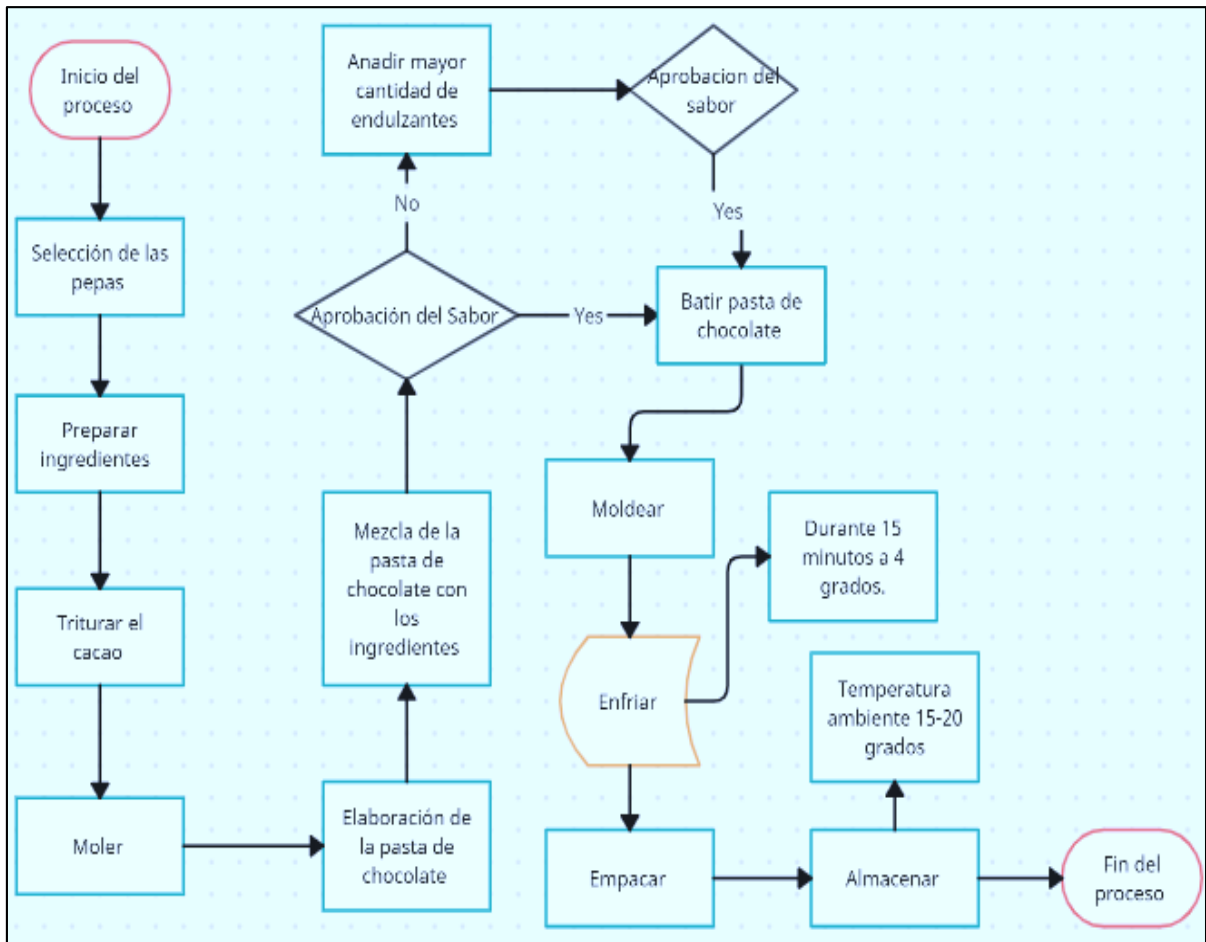 Inicio del
proceso
Selección de las
pepas
Preparar
ingredientes
Triturar el
cacao
Moler
Elaboración de
la pasta de
chocolate
Mezcla de la
pasta de
chocolate con
los
ingredientes
Aprobación del Sabor
No
Yes
Anadir mayor
cantidad de
endulzantes
Aprobacion del
sabor
Yes
Batir pasta de
chocolate
Moldear
Enfriar
Durante 15
minutos a 4
grados.
Empacar
Almacenar
Temperatura
ambiente 15-20
grados
Fin del
proceso